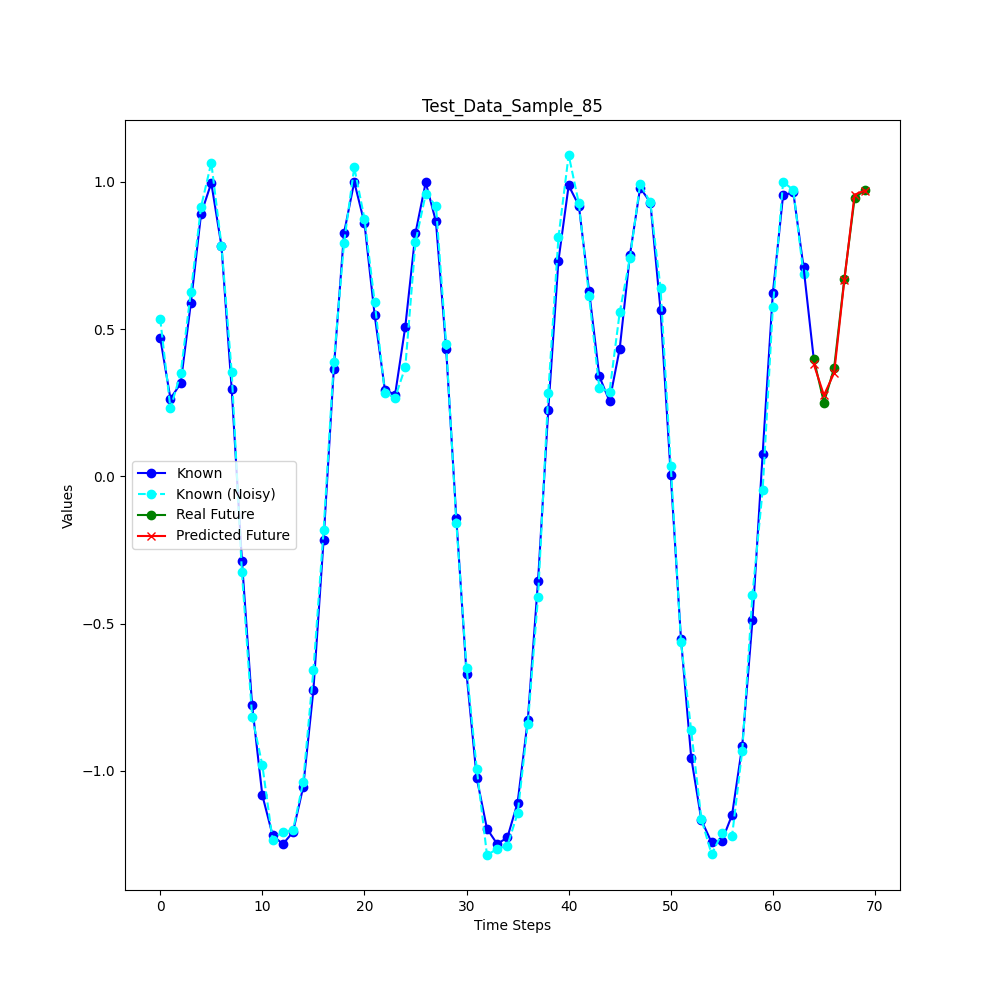 Test_Data_Sample_85
1.0
0.5
0.0
−0.5
−1.0
Values
Known
Known (Noisy)
Real Future
Predicted Future
0 10 20 30 40 50 60 70
Time Steps